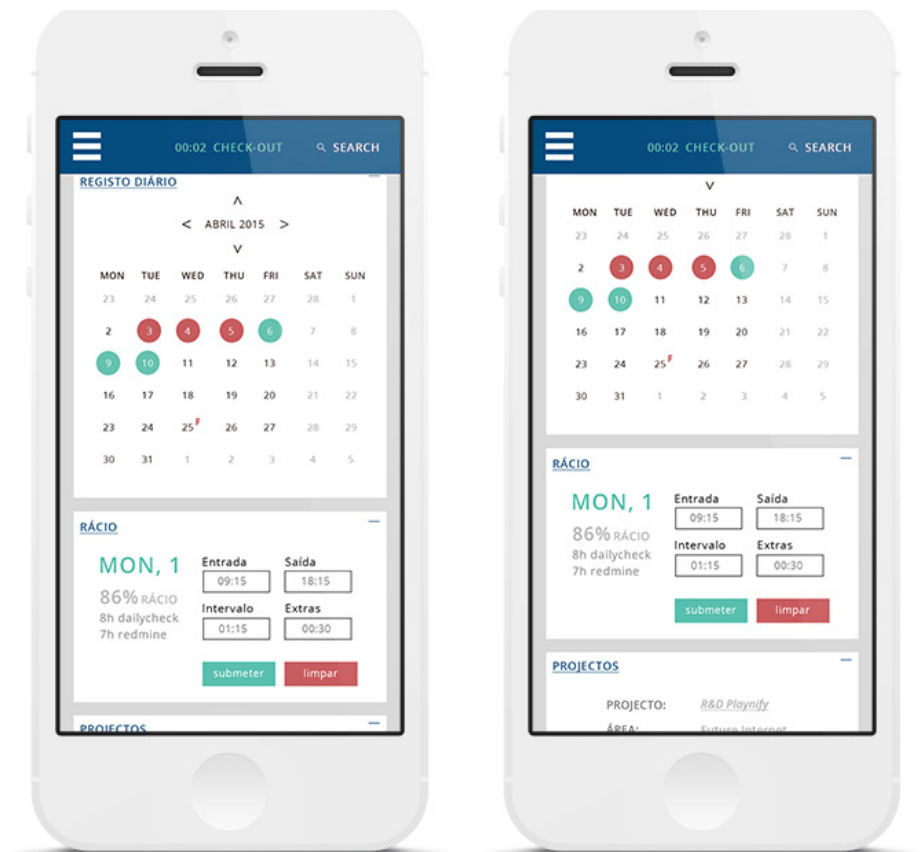 00:02 CHECK-OUT SEARCH
REGISTO DIÁRIO
< ABRIL 2015 >
MON TUE WED THU FRI SAT SUN
23 24 25 26 27 28 1
2 3 4 5 6 7 8
9 10 11 12 13 14 15
16 17 18 19 20 21 22
23 24 25 F 26 27 28 29
30 31 1 2 3 4 5
RÁCIO
MON, 1
86% RÁCIO
8h dailycheck
7h redmine
Entrada Saída
09:15 18:15
Intervalo Extras
01:15 00:30
submeter limpar
PROJECTOS
00:02 CHECK-OUT SEARCH
MON TUE WED THU FRI SAT SUN
23 24 25 26 27 28 1
2 3 4 5 6 7 8
9 10 11 12 13 14 15
16 17 18 19 20 21 22
23 24 25 F 26 27 28 29
30 31 1 2 3 4 5
RÁCIO
MON, 1
86% RÁCIO
8h dailycheck
7h redmine
Entrada Saída
09:15 18:15
Intervalo Extras
01:15 00:30
submeter limpar
PROJECTOS
PROJECTO: R&D Playnify
ÁREA: Future Internet